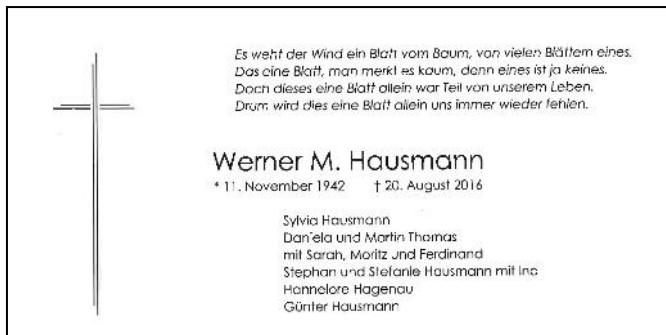 Es weht der Wind ein Blatt vom Baum, von vielen Blättern eines.
Das eine Blatt, man merkt es kaum, denn eines ist ja keines.
Doch dieses eine Blatt allein war Teil von unserem Leben.
Drum wird dies eine Blatt allein uns immer wieder fehlen.
Werner M. Hausmann
* 11. November 1942 † 20. August 2016
Sylvia Hausmann
Daniela und Martin Thomas
mit Sarah, Moritz und Ferdinand
Stephan und Stefanie Hausmann mit Ina
Hannelore Hagenau
Günter Hausmann